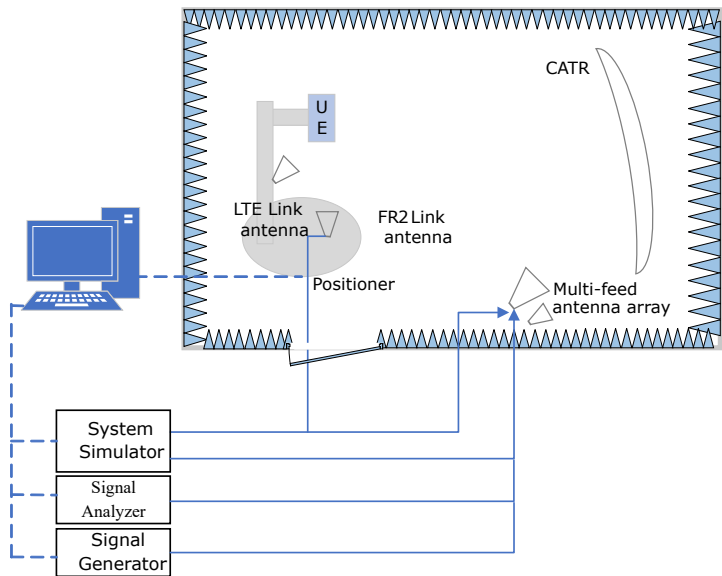 CATR
U
E
LTE Link
antenna
FR2 Link
antenna
Positioner
Multi-feed
antenna array
System
Simulator
Signal
Analyzer
Signal
Generator